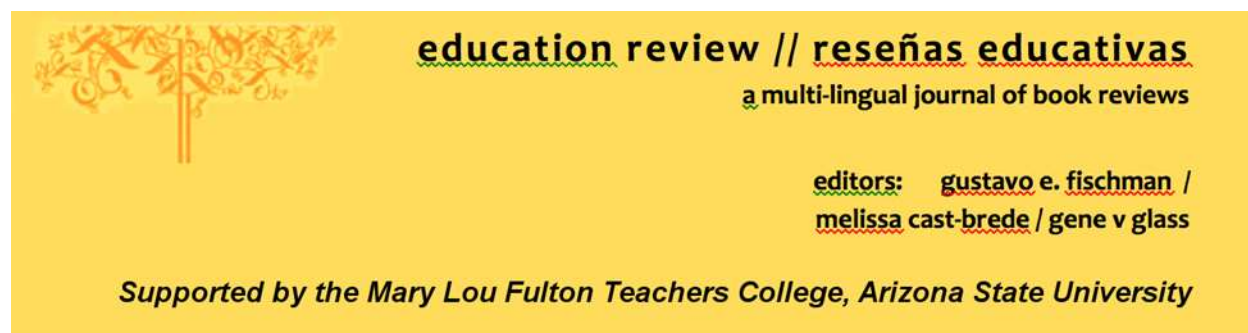 education review // reseñas educativas
a multi-lingual journal of book reviews
editors: gustavo e. fischman /
melissa cast-brede / gene v glass
Supported by the Mary Lou Fulton Teachers College, Arizona State University